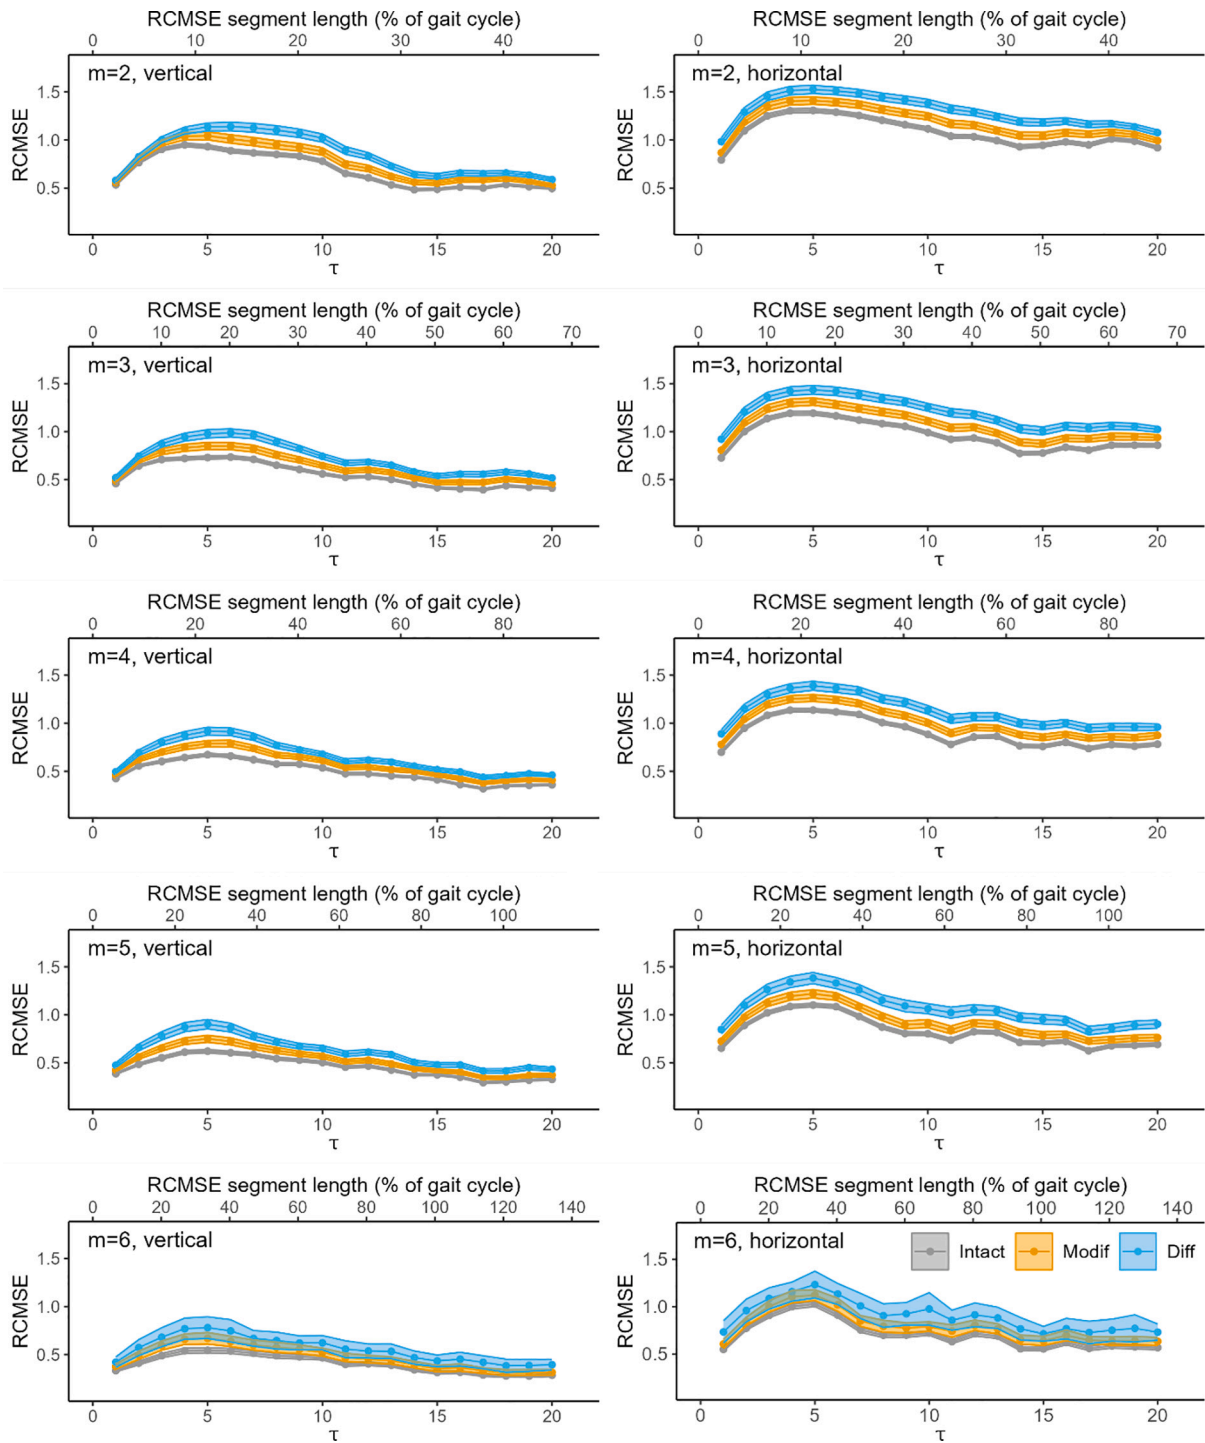 RCMSE segment length (% of gait cycle)
0 10 20 30 40
m=2, vertical
RCMSE
1.5
1.0
0.5
0 5 10 15 20
τ
RCMSE segment length (% of gait cycle)
0 10 20 30 40
m=2, horizontal
RCMSE
1.5
1.0
0.5
0 5 10 15 20
τ
RCMSE segment length (% of gait cycle)
0 10 20 30 40 50 60 70
m=3, vertical
RCMSE
1.5
1.0
0.5
0 5 10 15 20
τ
RCMSE segment length (% of gait cycle)
0 10 20 30 40 50 60 70
m=3, horizontal
RCMSE
1.5
1.0
0.5
0 5 10 15 20
τ
RCMSE segment length (% of gait cycle)
0 20 40 60 80
m=4, vertical
RCMSE
1.5
1.0
0.5
0 5 10 15 20
τ
RCMSE segment length (% of gait cycle)
0 20 40 60 80
m=4, horizontal
RCMSE
1.5
1.0
0.5
0 5 10 15 20
τ
RCMSE segment length (% of gait cycle)
0 20 40 60 80 100
m=5, vertical
RCMSE
1.5
1.0
0.5
0 5 10 15 20
τ
RCMSE segment length (% of gait cycle)
0 20 40 60 80 100
m=5, horizontal
RCMSE
1.5
1.0
0.5
0 5 10 15 20
τ
RCMSE segment length (% of gait cycle)
0 20 40 60 80 100 120 140
m=6, vertical
RCMSE
1.5
1.0
0.5
0 5 10 15 20
τ
RCMSE segment length (% of gait cycle)
0 20 40 60 80 100 120 140
m=6, horizontal
Intact Modif Diff
RCMSE
1.5
1.0
0.5
0 5 10 15 20
τ